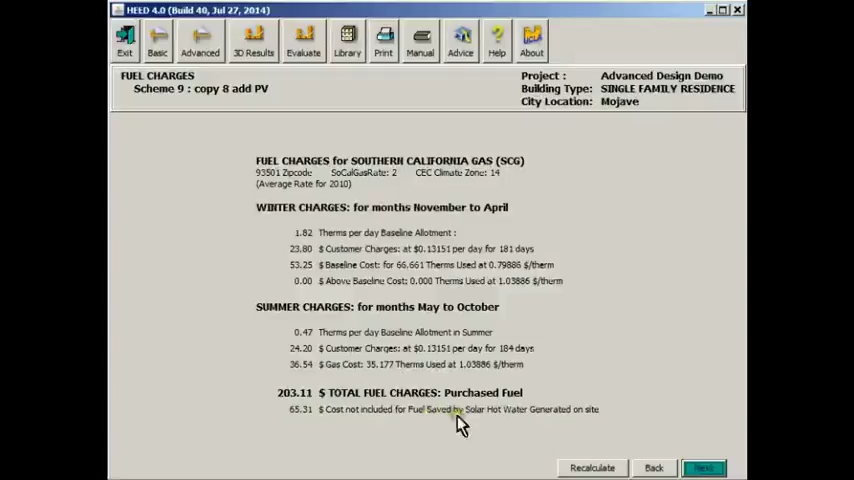 HEED 4.0 (Build 40, Jul 27, 2014)
Exit Basic Advanced 3D Results Evaluate Library Print Manual Advice Help About
FUEL CHARGES
Scheme 9 : copy 8 add PV
Project : Advanced Design Demo
Building Type: SINGLE FAMILY RESIDENCE
City Location: Mojave
FUEL CHARGES for SOUTHERN CALIFORNIA GAS (SCG)
93501 Zipcode SoCalGasRate: 2 CEC Climate Zone: 14
(Average Rate for 2010)
WINTER CHARGES: for months November to April
1.82 Therms per day Baseline Allotment :
23.80 $ Customer Charges: at $0.13151 per day for 181 days
53.25 $ Baseline Cost: for 66.661 Therms Used at 0.79886 $/therm
0.00 $ Above Baseline Cost: 0.000 Therms Used at 1.03886 $/therm
SUMMER CHARGES: for months May to October
0.47 Therms per day Baseline Allotment in Summer
24.20 $ Customer Charges: at $0.13151 per day for 184 days
36.54 $ Gas Cost: 35.177 Therms Used at 1.03886 $/therm
203.11 $ TOTAL FUEL CHARGES: Purchased Fuel
65.31 $ Cost not included for Fuel Saved by Solar Hot Water Generated on site
Recalculate Back Next